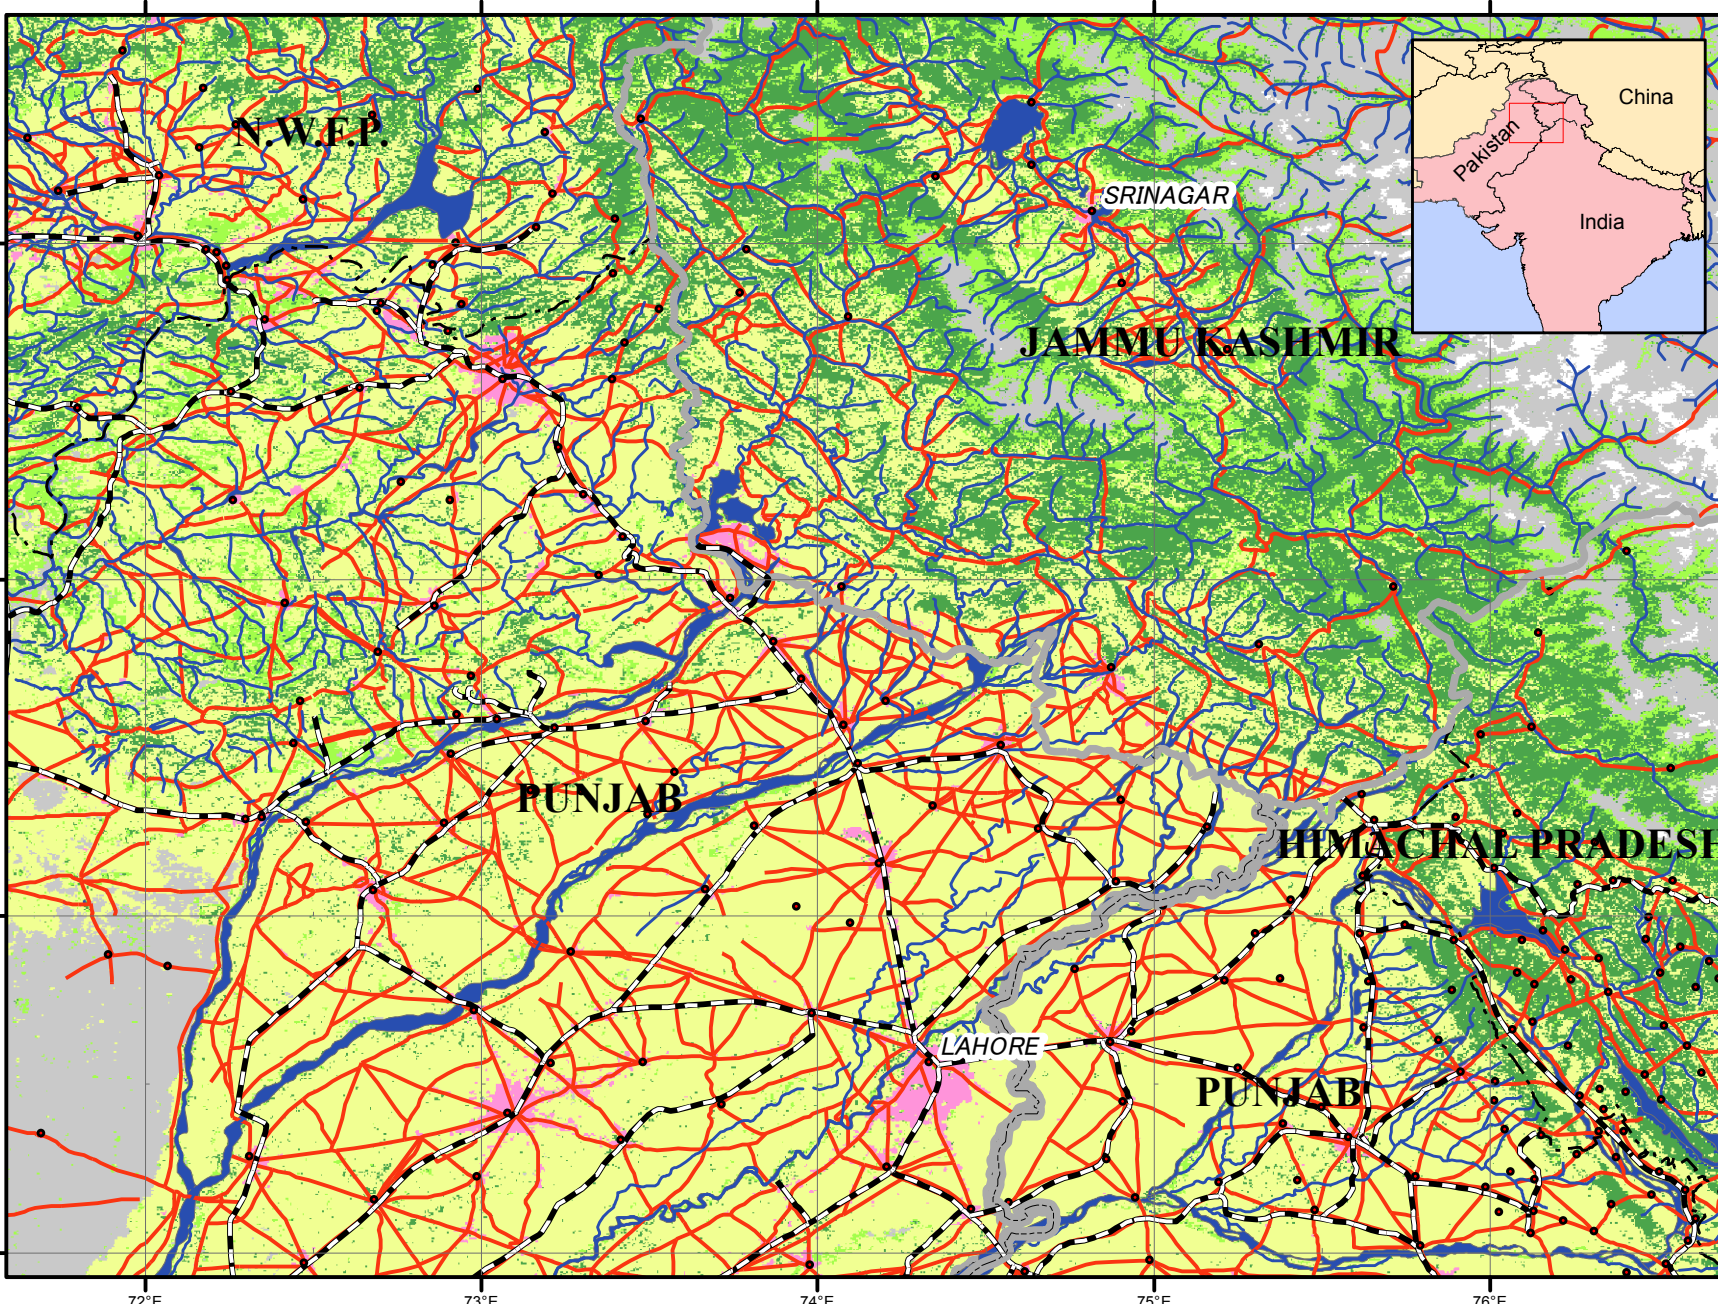 N.W.F.P.
China
Pakistan
SRINAGAR
India
JAMMU KASHMIR
PUNJAB
HIMACHAL PRADESH
LAHORE
PUNJAB
72°E
73°E
74°E
75°E
76°E